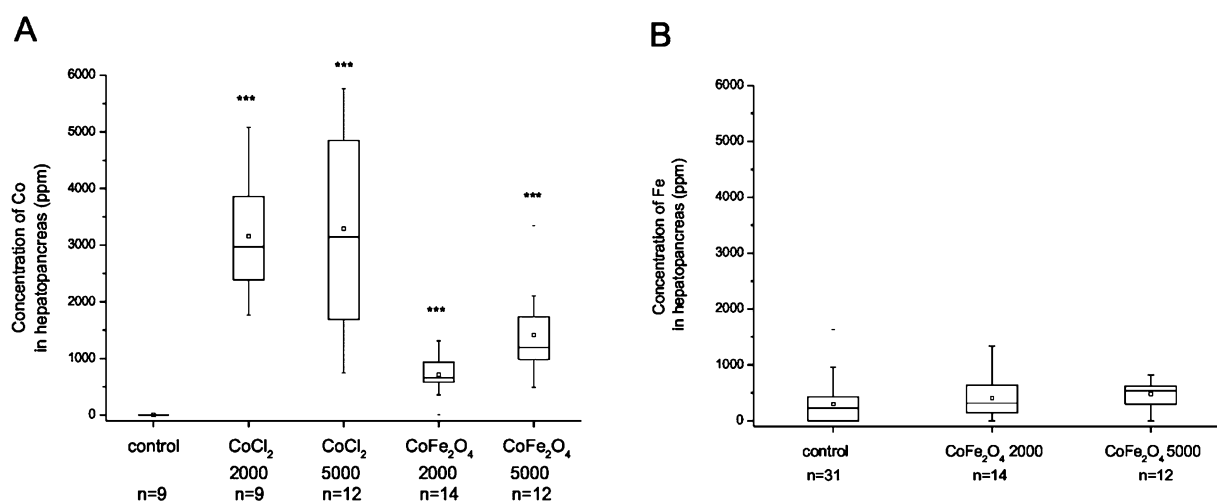 A
Concentration of Co
in hepatopancreas (ppm)
6000
5000
4000
3000
2000
1000
0
***
***
***
***
control
CoCl₂
CoCl₂
CoFe₂O₄
CoFe₂O₄
2000
5000
2000
5000
n=9
n=9
n=12
n=14
n=12
B
Concentration of Fe
in hepatopancreas (ppm)
6000
5000
4000
3000
2000
1000
0
control
CoFe₂O₄ 2000
CoFe₂O₄ 5000
n=31
n=14
n=12